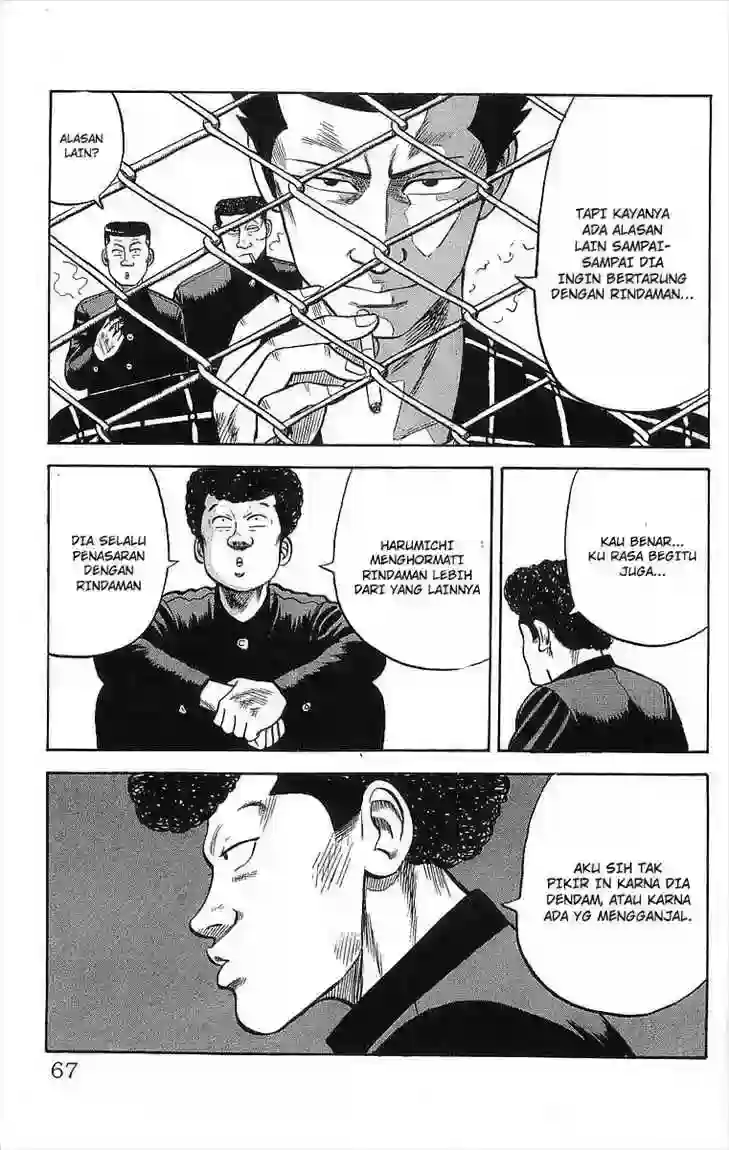 TAPI KAYANYA
ADA ALASAN
LAIN SAMPAI-
SAMPAI DIA
INGIN BERTARUNG
DENGAN RINDAMAN...
ALASAN
LAIN?
KAU BENAR...
KU RASA BEGITU
JUGA...
HARUMICHI
MENGHORMATI
RINDAMAN LEBIH
DARI YANG LAINNYA
DIA SELALU
PENASARAN
DENGAN
RINDAMAN
AKU SIH TAK
PIKIR IN KARNA DIA
DENDAM, ATAU KARNA
ADA YG MENGGANJAL.
67